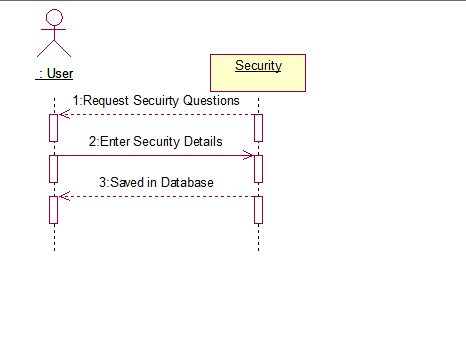 : User
Security
1:Request Secuirty Questions
2:Enter Security Details
3:Saved in Database